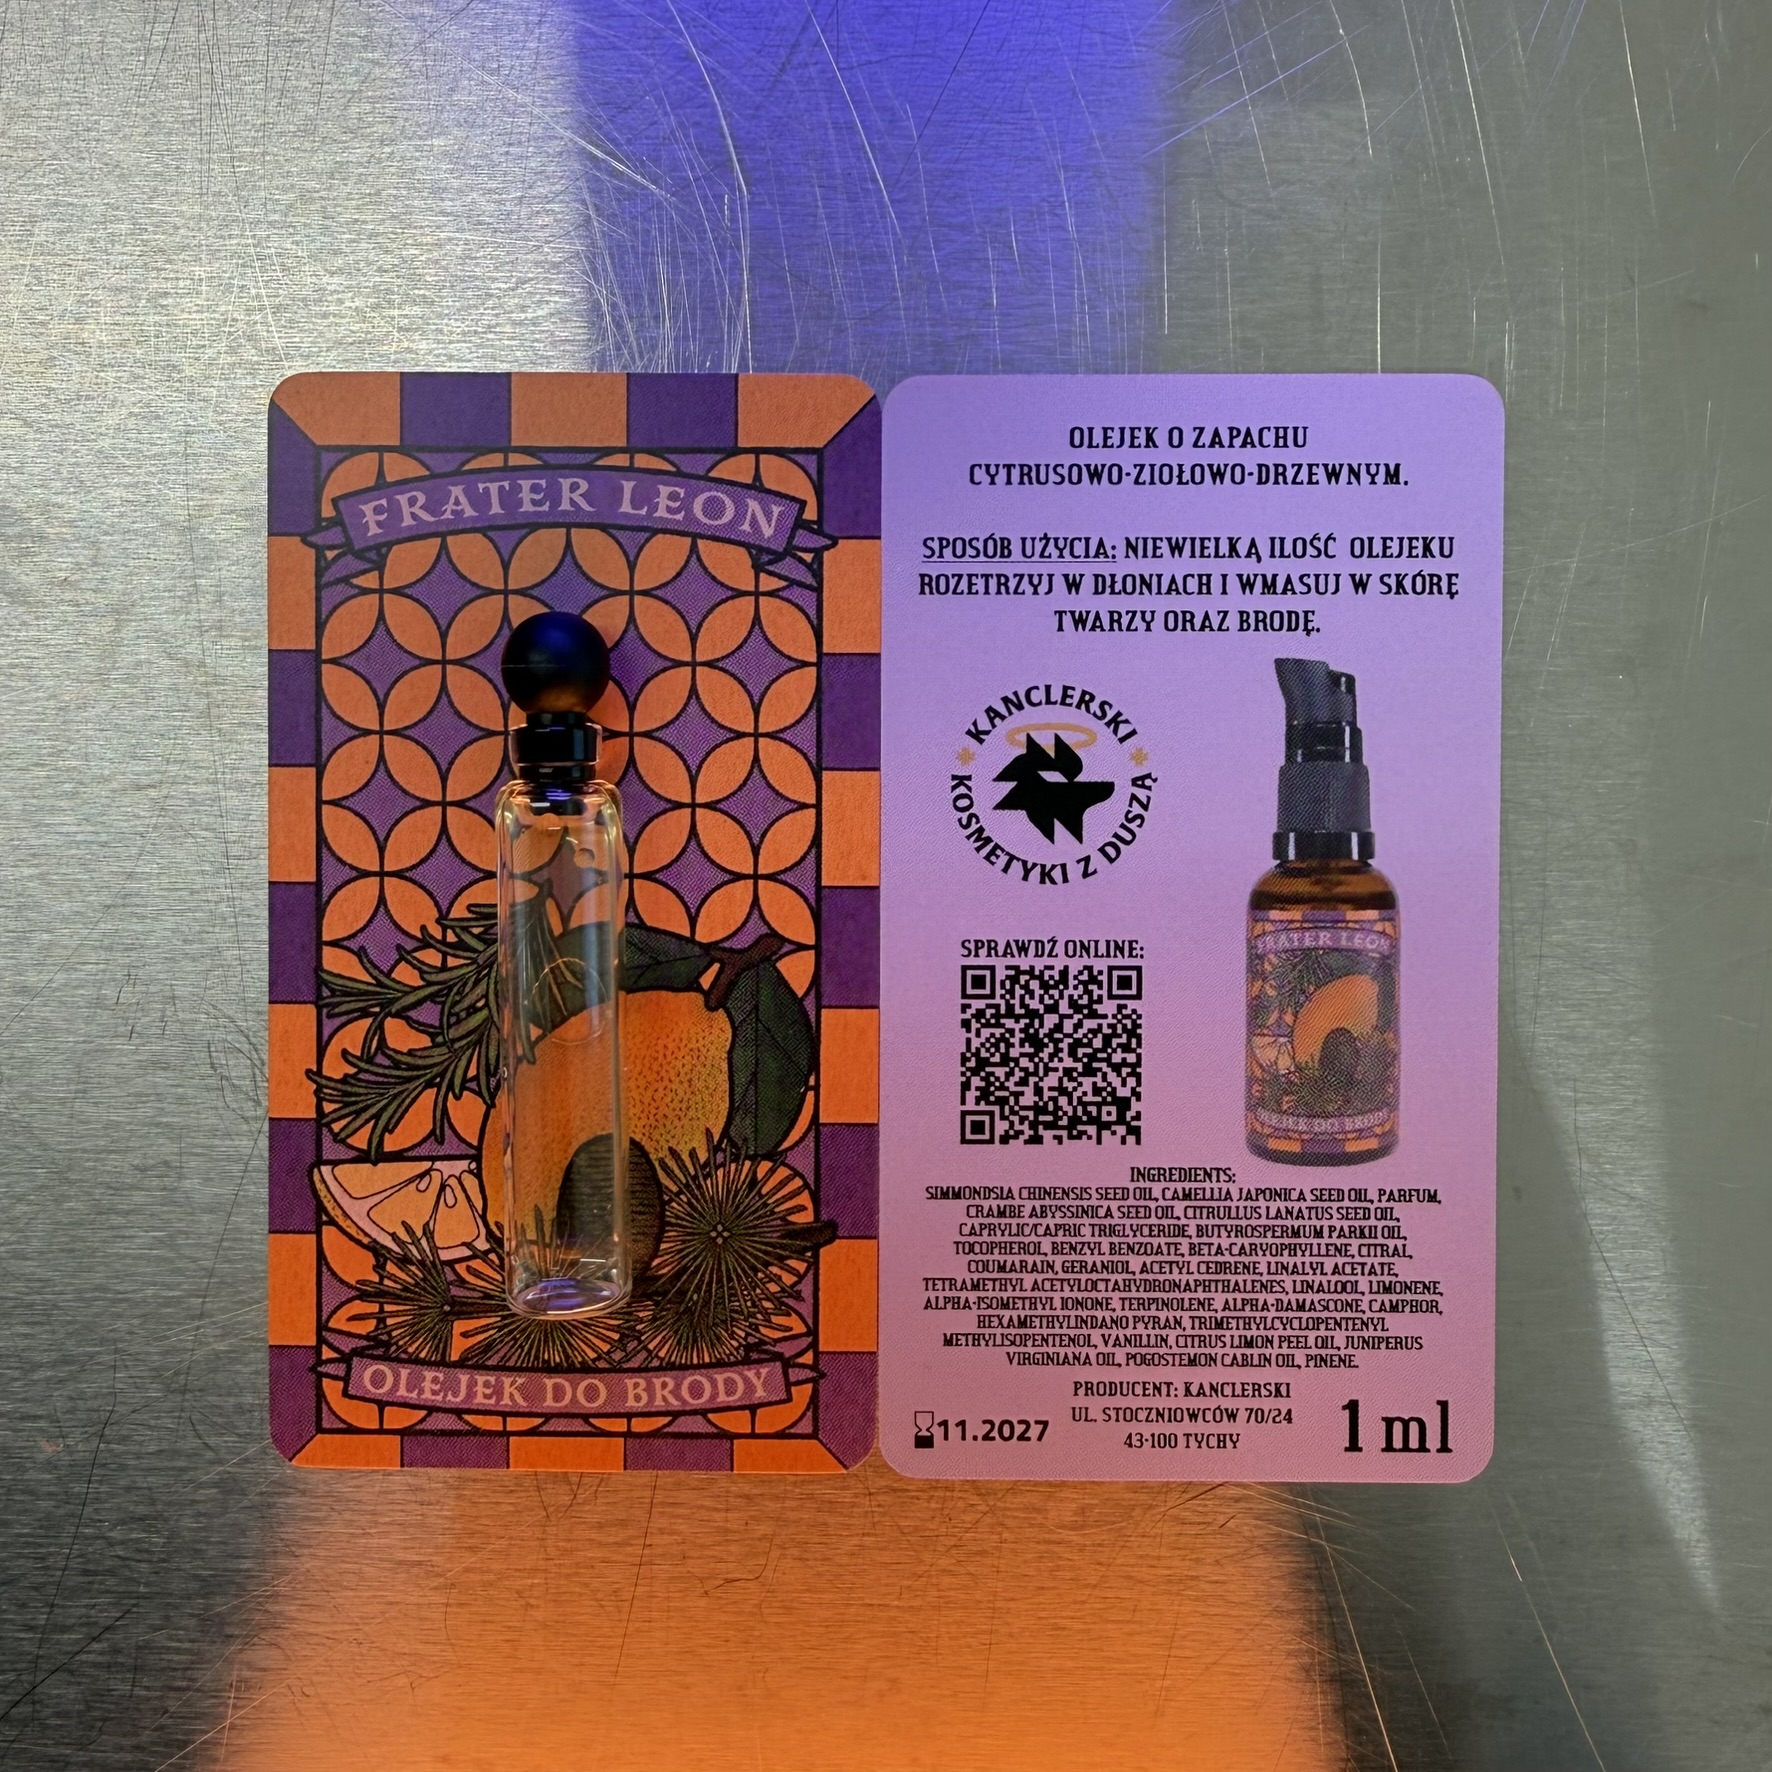 FRATER LEON
OLEJEK DO BRODY
OLEJEK O ZAPACHU
CYTRUSOWO-ZIOŁOWO-DRZEWNYM.
SPOSÓB UŻYCIA: NIEWIELKĄ ILOŚĆ OLEJEKU
ROZETRZYJ W DŁONIACH I WMASUJ W SKÓRĘ
TWARZY ORAZ BRODĘ.
KANCLERSKI
KOSMETYKI Z DUSZĄ
FRATER LEON
OLEJEK DO BRODY
SPRAWDŹ ONLINE:
INGREDIENTS:
SIMMONDSIA CHINENSIS SEED OIL, CAMELLIA JAPONICA SEED OIL, PARFUM,
CRAMBE ABYSSINICA SEED OIL, CITRULLUS LANATUS SEED OIL,
CAPRYLIC/CAPRIC TRIGLYCERIDE, BUTYROSPERMUM PARKII OIL,
TOCOPHEROL, BENZYL BENZOATE, BETA-CARYOPHYLLENE, CITRAL,
COUMARAIN, GERANIOL, ACETYL CEDRENE, LINALYL ACETATE,
TETRAMETHYL ACETYLOCTAHYDRONAPHTHALENES, LINALOOL, LIMONENE,
ALPHA-ISOMETHYL IONONE, TERPINOLENE, ALPHA-DAMASCONE, CAMPHOR,
HEXAMETHYLINDANO PYRAN, TRIMETHYLCYCLOPENTENYL
METHYLISOPENTENOL, VANILLIN, CITRUS LIMON PEEL OIL, JUNIPERUS
VIRGINIANA OIL, POGOSTEMON CABLIN OIL, PINENE.
PRODUCENT: KANCLERSKI
UL. STOCZNIOWCÓW 70/24
43-100 TYCHY
11.2027
1 ml